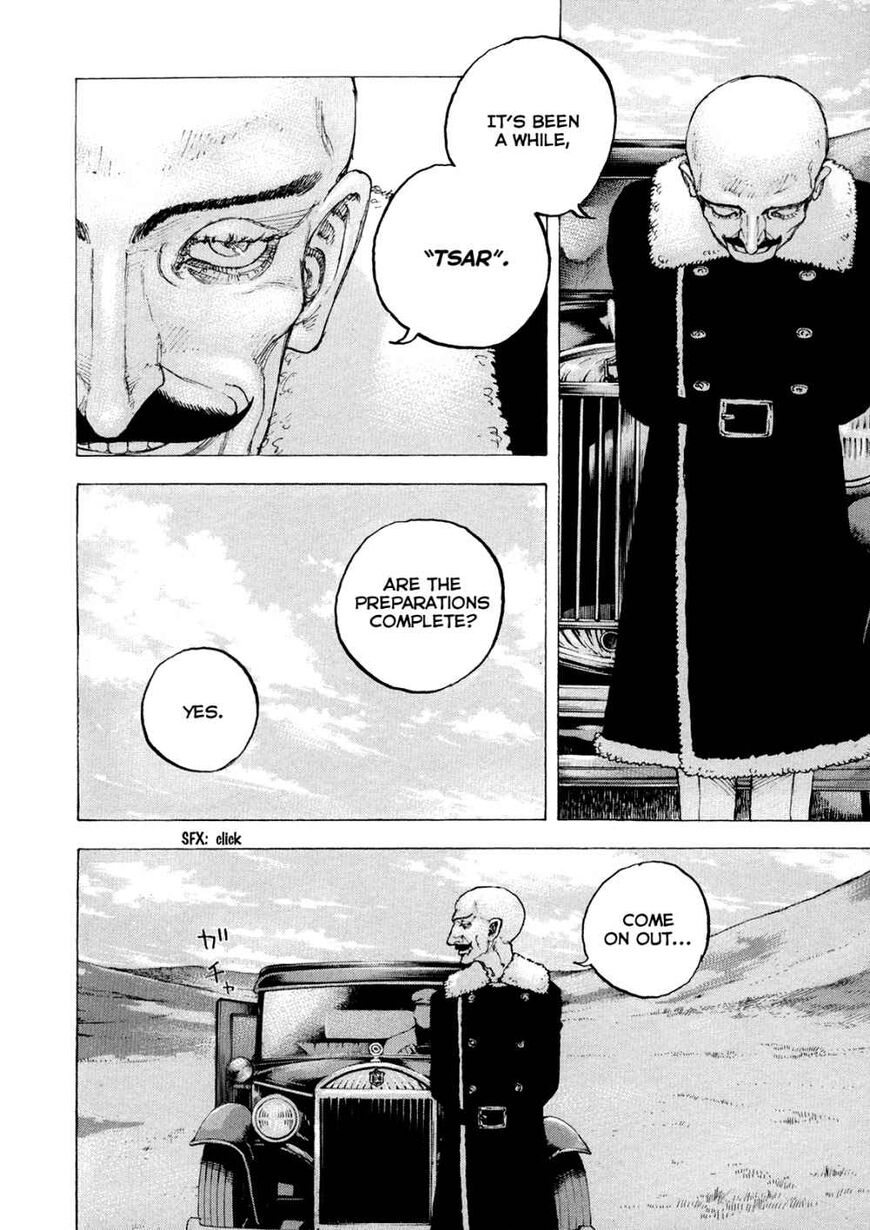 IT'S BEEN
A WHILE,
"TSAR".
ARE THE
PREPARATIONS
COMPLETE?
YES.
SFX: click
ガ
チャ
COME
ON OUT...